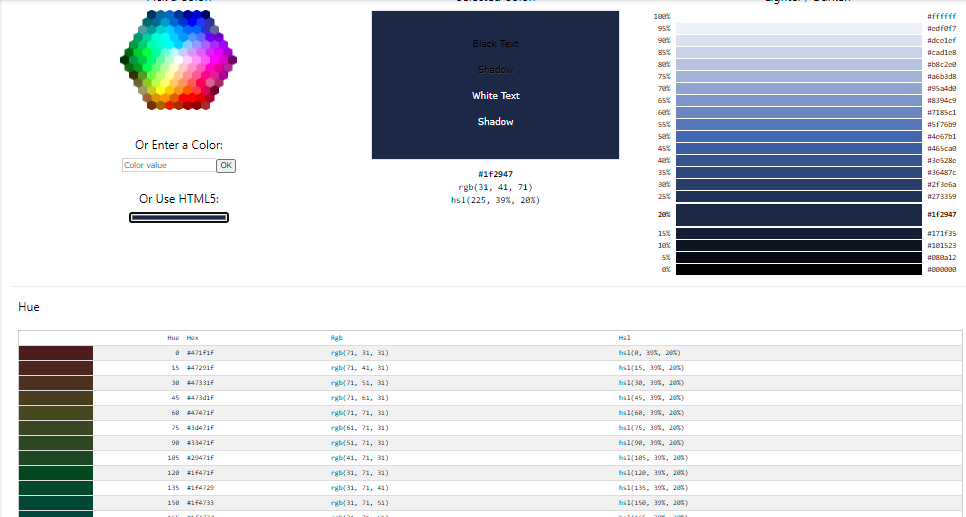 Or Enter a Color:
Color value
OK
Or Use HTML5:
Black Text
Shadow
White Text
Shadow
#1f2947
rgb(31, 41, 71)
hsl(225, 39%, 20%)
100% #ffffff
95% #edf0f7
90% #dce1ef
85% #cad1e8
80% #b8c2e0
75% #a6b3d8
70% #95a4d0
65% #8394c9
60% #7185c1
55% #5f76b9
50% #4e67b1
45% #465ca0
40% #3e528e
35% #36487c
30% #2f3e6a
25% #273359
20% #1f2947
15% #171f35
10% #101523
5% #080a12
0% #000000
Hue
Hue Hex Rgb Hsl
0 #471f1f rgb(71, 31, 31) hsl(0, 39%, 20%)
15 #47291f rgb(71, 41, 31) hsl(15, 39%, 20%)
30 #47331f rgb(71, 51, 31) hsl(30, 39%, 20%)
45 #473d1f rgb(71, 61, 31) hsl(45, 39%, 20%)
60 #47471f rgb(71, 71, 31) hsl(60, 39%, 20%)
75 #3d471f rgb(61, 71, 31) hsl(75, 39%, 20%)
90 #33471f rgb(51, 71, 31) hsl(90, 39%, 20%)
105 #29471f rgb(41, 71, 31) hsl(105, 39%, 20%)
120 #1f471f rgb(31, 71, 31) hsl(120, 39%, 20%)
135 #1f4729 rgb(31, 71, 41) hsl(135, 39%, 20%)
150 #1f4733 rgb(31, 71, 51) hsl(150, 39%, 20%)